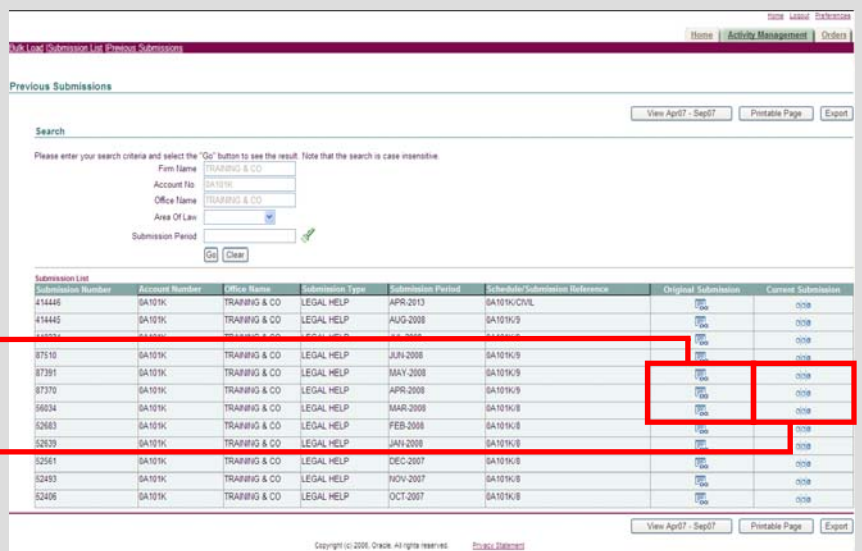 Home Logout Preferences
Home Activity Management Orders
Bulk Load |Submission List |Previous Submissions
Previous Submissions
View Apr07 - Sep07 Printable Page Export
Search
Please enter your search criteria and select the "Go" button to see the result. Note that the search is case insensitive.
Firm Name TRAINING & CO
Account No 0A101K
Office Name TRAINING & CO
Area Of Law
Submission Period
Go Clear
Submission List
Submission Number Account Number Office Name Submission Type Submission Period Schedule/Submission Reference Original Submission Current Submission
414446 0A101K TRAINING & CO LEGAL HELP APR-2013 0A101K/CIVIL
414445 0A101K TRAINING & CO LEGAL HELP AUG-2008 0A101K/9
87510 0A101K TRAINING & CO LEGAL HELP JUN-2008 0A101K/9
87391 0A101K TRAINING & CO LEGAL HELP MAY-2008 0A101K/9
87370 0A101K TRAINING & CO LEGAL HELP APR-2008 0A101K/9
56034 0A101K TRAINING & CO LEGAL HELP MAR-2008 0A101K/8
52683 0A101K TRAINING & CO LEGAL HELP FEB-2008 0A101K/8
52639 0A101K TRAINING & CO LEGAL HELP JAN-2008 0A101K/8
52561 0A101K TRAINING & CO LEGAL HELP DEC-2007 0A101K/8
52493 0A101K TRAINING & CO LEGAL HELP NOV-2007 0A101K/8
52406 0A101K TRAINING & CO LEGAL HELP OCT-2007 0A101K/8
View Apr07 - Sep07 Printable Page Export
Copyright (c) 2006, Oracle. All rights reserved. Privacy Statement